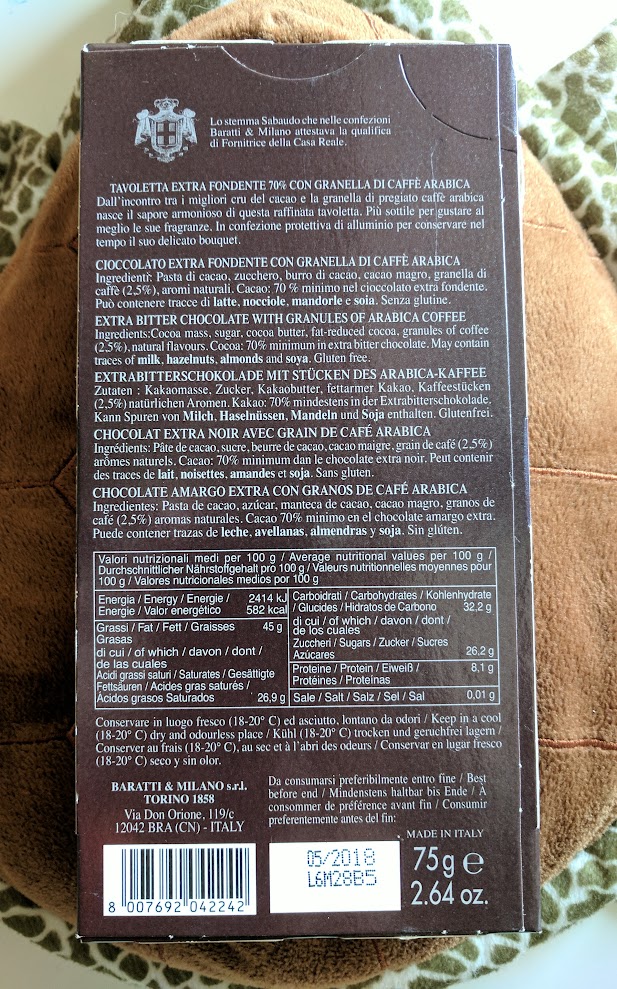 Lo stemma Sabaudo che nelle confezioni
Baratti & Milano attestava la qualifica
di Fornitrice della Casa Reale.
TAVOLETTA EXTRA FONDENTE 70% CON GRANELLA DI CAFFÈ ARABICA
Dall'incontro tra i migliori cru del cacao e la granella di pregiato caffè arabica
nasce il sapore armonioso di questa raffinata tavoletta. Più sottile per gustare al
meglio le sue fragranze. In confezione protettiva di alluminio per conservare nel
tempo il suo delicato bouquet.
CIOCCOLATO EXTRA FONDENTE CON GRANELLA DI CAFFÈ ARABICA
Ingredienti: Pasta di cacao, zucchero, burro di cacao, cacao magro, granella di
caffè (2,5%), aromi naturali. Cacao: 70 % minimo nel cioccolato extra fondente.
Può contenere tracce di latte, nocciole, mandorle e soia. Senza glutine.
EXTRA BITTER CHOCOLATE WITH GRANULES OF ARABICA COFFEE
Ingredients:Cocoa mass, sugar, cocoa butter, fat-reduced cocoa, granules of coffee
(2,5%), natural flavours. Cocoa: 70% minimum in extra bitter chocolate. May contain
traces of milk, hazelnuts, almonds and soya. Gluten free.
EXTRABITTERSCHOKOLADE MIT STÜCKEN DES ARABICA-KAFFEE
Zutaten : Kakaomasse, Zucker, Kakaobutter, fettarmer Kakao, Kaffeestücken
(2,5%) natürlichen Aromen. Kakao: 70% mindestens in der Extrabitterschokolade.
Kann Spuren von Milch, Haselnüssen, Mandeln und Soja enthalten. Glutenfrei.
CHOCOLAT EXTRA NOIR AVEC GRAIN DE CAFÉ ARABICA
Ingrédients: Pâte de cacao, sucre, beurre de cacao, cacao maigre, grain de café (2,5%)
arômes naturels. Cacao: 70% minimum dan le chocolate extra noir. Peut contenir
des traces de lait, noisettes, amandes et soja. Sans gluten.
CHOCOLATE AMARGO EXTRA CON GRANOS DE CAFÉ ARABICA
Ingredientes: Pasta de cacao, azúcar, manteca de cacao, cacao magro, granos de
café (2,5%) aromas naturales. Cacao 70% minimo en el chocolate amargo extra.
Puede contener trazas de leche, avellanas, almendras y soja. Sin glúten.
Valori nutrizionali medi per 100 g / Average nutritional values per 100 g /
Durchschnittlicher Nährstoffgehalt pro 100 g / Valeurs nutritionnelles moyennes pour
100 g / Valores nutricionales medios por 100 g
Energia / Energy / Energie / 2414 kJ
Energie / Valor energético 582 kcal
Grassi / Fat / Fett / Graisses 45 g
Grasas
di cui / of which / davon / dont /
de las cuales
Acidi grassi saturi / Saturates / Gesättigte
Fettsäuren / Acides gras saturés /
Ácidos grasos Saturados 26,9 g
Carboidrati / Carbohydrates / Kohlenhydrate
/ Glucides / Hidratos de Carbono 32,2 g
di cui / of which / davon / dont /
de los cuales
Zuccheri / Sugars / Zucker / Sucres
Azúcares 26,2 g
Proteine / Protein / Eiweiß / 8,1 g
Protéines / Proteínas
Sale / Salt / Salz / Sel / Sal 0,01 g
Conservare in luogo fresco (18-20° C) ed asciutto, lontano da odori / Keep in a cool
(18-20° C) dry and odourless place / Kühl (18-20° C) trocken und geruchfrei lagern /
Conserver au frais (18-20° C), au sec et à l'abri des odeurs / Conservar en lugar fresco
(18-20° C) seco y sin olor.
BARATTI & MILANO s.r.l.
TORINO 1858
Via Don Orione, 119/c
12042 BRA (CN) - ITALY
Da consumarsi preferibilmente entro fine / Best
before end / Mindenstens haltbar bis Ende / A
consommer de préférence avant fin / Consumir
preferentemente antes del fin:
MADE IN ITALY
8 007692 042242
05/2018
L6M28B5
75g e
2.64 oz.